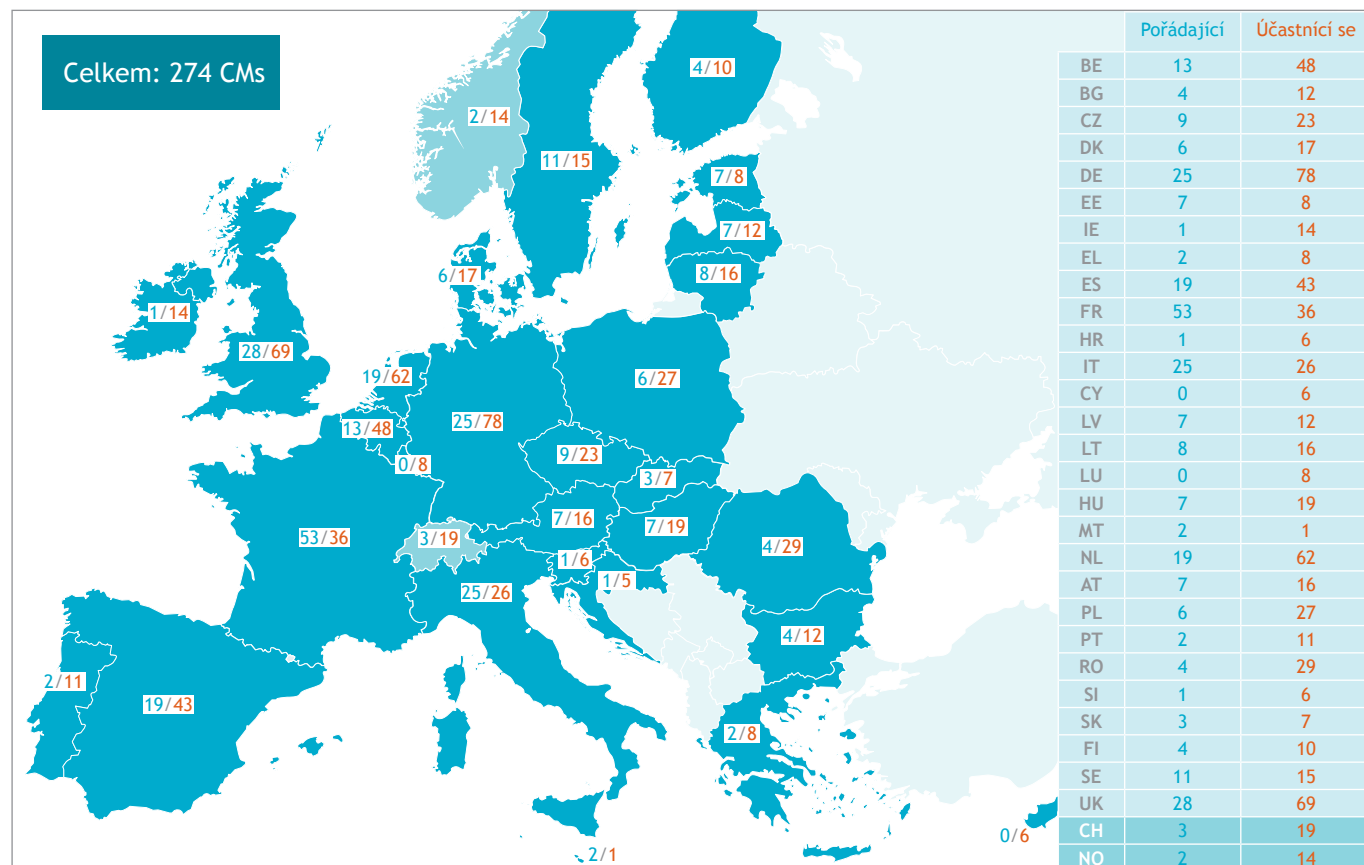 Celkem: 274 CMs
4/10
2/14
11/15
7/8
7/12
6/17
8/16
1/14
28/69
19/62
6/27
13/48
25/78
0/8
9/23
3/7
7/16
7/19
53/36
3/19
4/29
1/6
1/5
25/26
4/12
2/11
19/43
2/8
0/6
2/1
Pořádající Účastnící se
BE 13 48
BG 4 12
CZ 9 23
DK 6 17
DE 25 78
EE 7 8
IE 1 14
EL 2 8
ES 19 43
FR 53 36
HR 1 6
IT 25 26
CY 0 6
LV 7 12
LT 8 16
LU 0 8
HU 7 19
MT 2 1
NL 19 62
AT 7 16
PL 6 27
PT 2 11
RO 4 29
SI 1 6
SK 3 7
FI 4 10
SE 11 15
UK 28 69
CH 3 19
NO 2 14